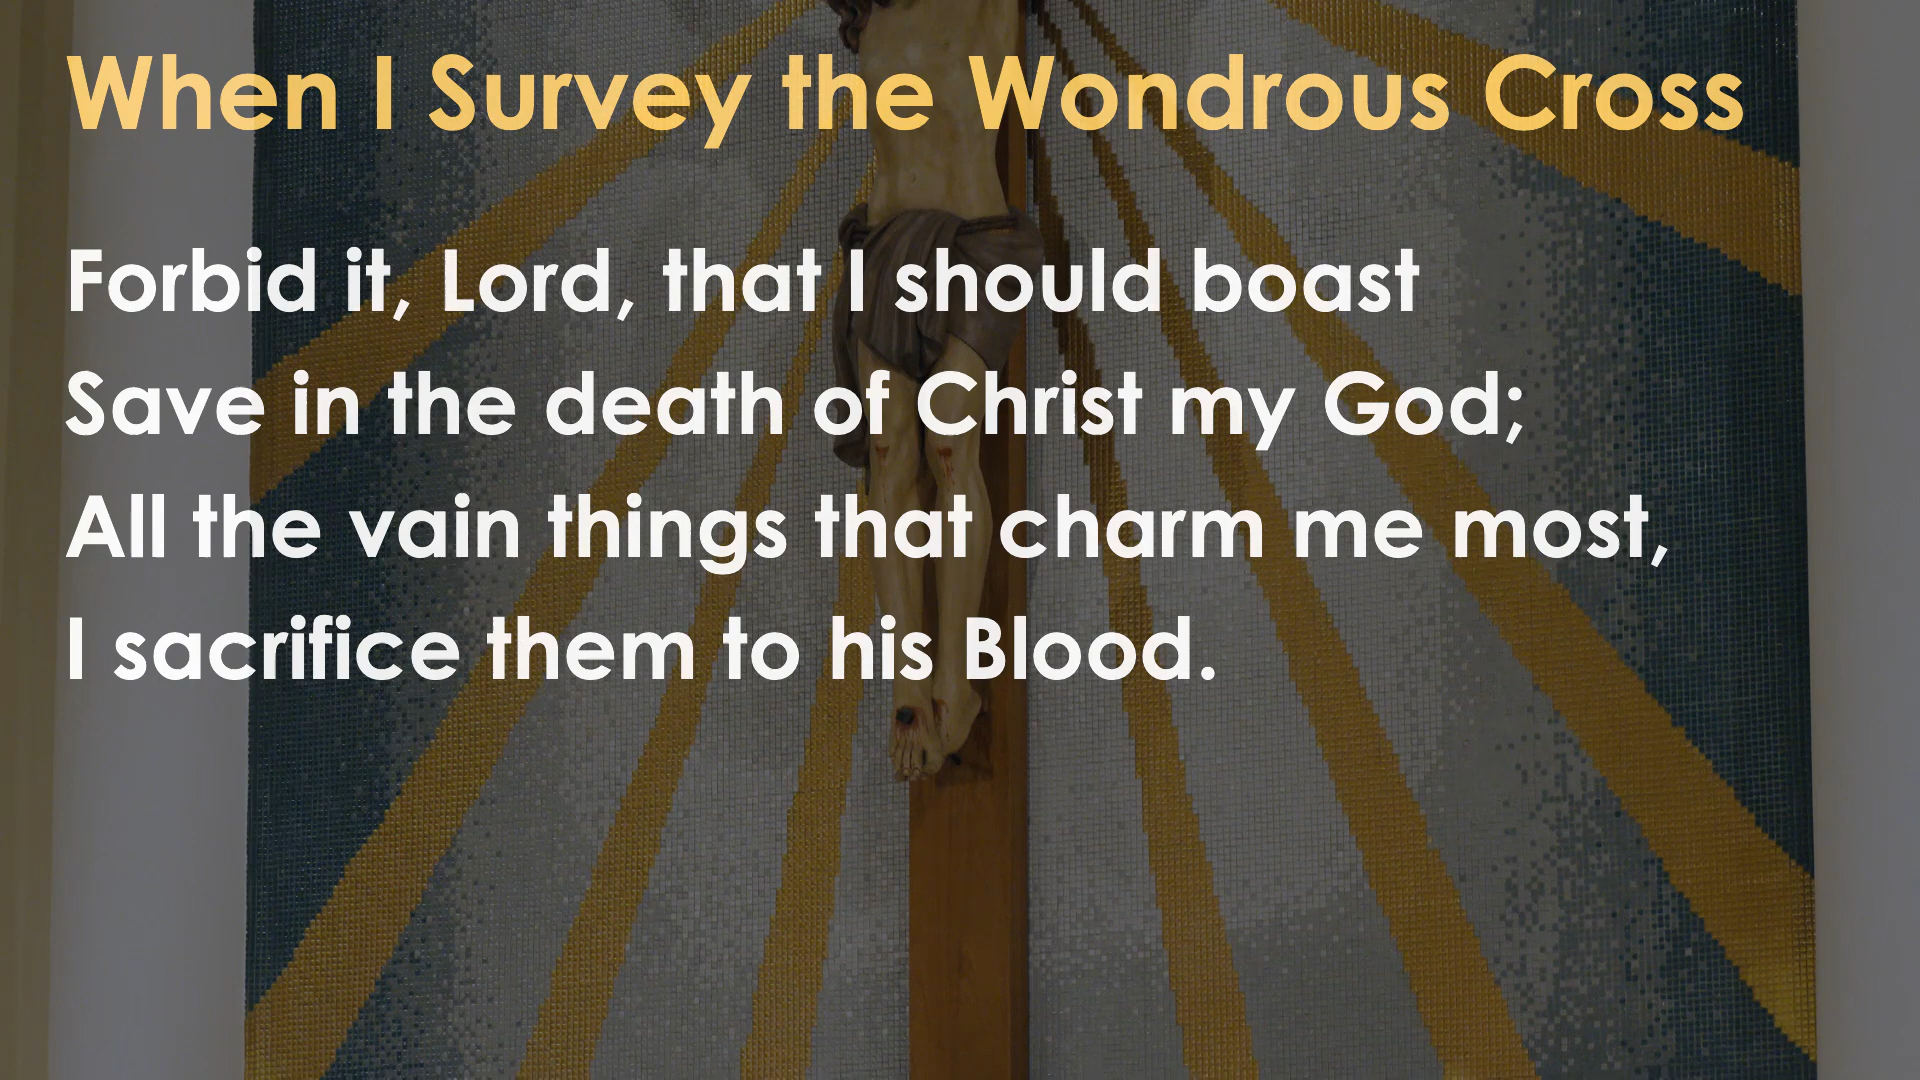 When I Survey the Wondrous Cross
Forbid it, Lord, that I should boast
Save in the death of Christ my God;
All the vain things that charm me most,
I sacrifice them to his Blood.